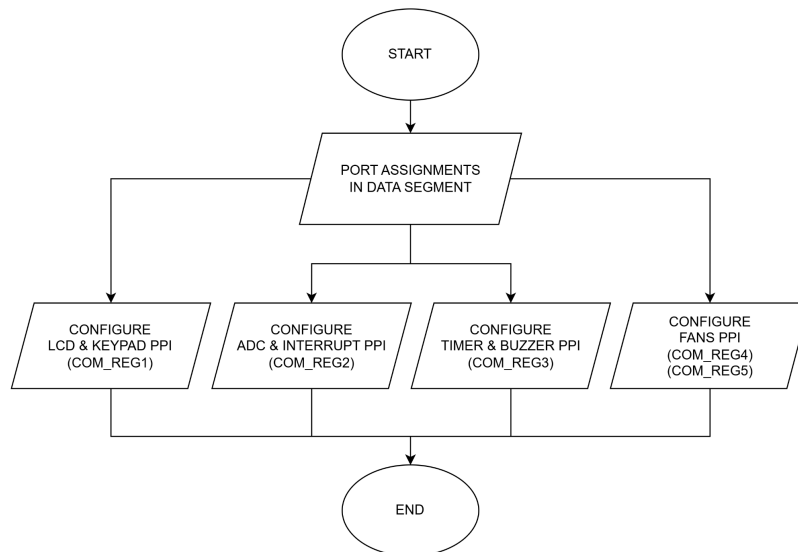 START
PORT ASSIGNMENTS
IN DATA SEGMENT
CONFIGURE
LCD & KEYPAD PPI
(COM_REG1)
CONFIGURE
ADC & INTERRUPT PPI
(COM_REG2)
CONFIGURE
TIMER & BUZZER PPI
(COM_REG3)
CONFIGURE
FANS PPI
(COM_REG4)
(COM_REG5)
END